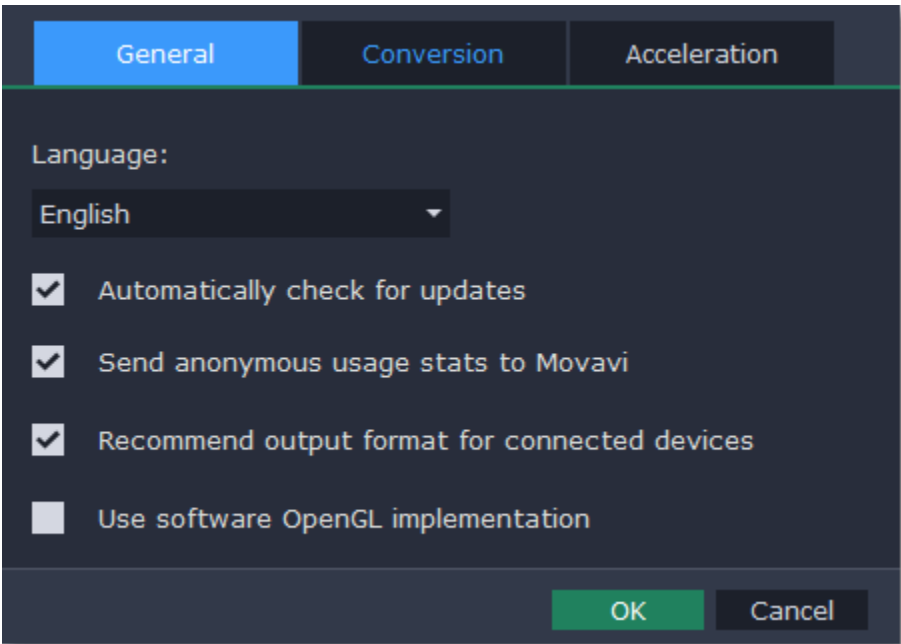 General Conversion Acceleration
Language:
English
Automatically check for updates
Send anonymous usage stats to Movavi
Recommend output format for connected devices
Use software OpenGL implementation
OK Cancel